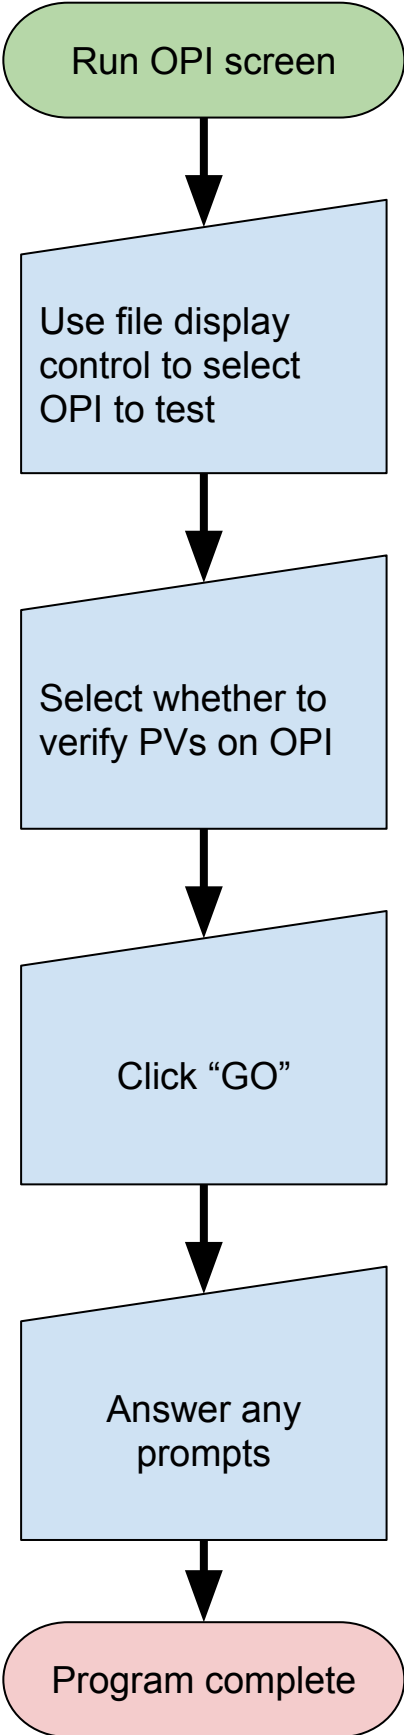 Run OPI screen
Use file display
control to select
OPI to test
Select whether to
verify PVs on OPI
Click “GO”
Answer any
prompts
Program complete